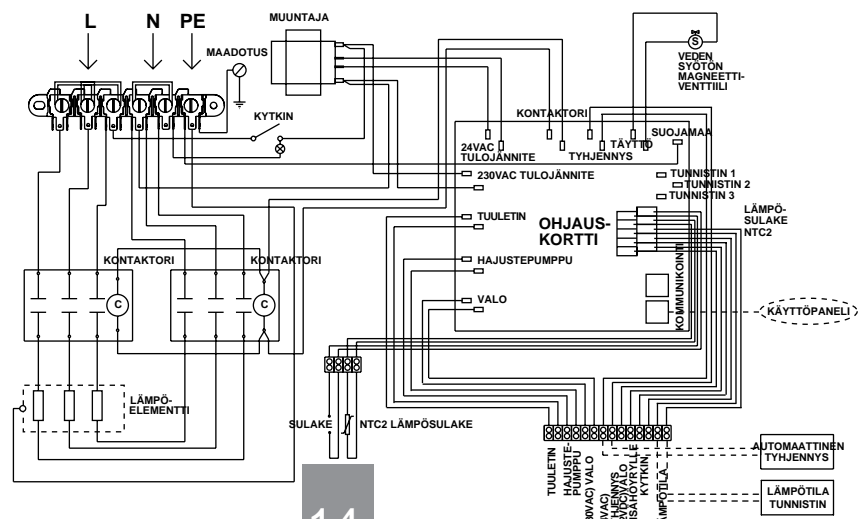 L N PE
MUUNTAJA
MAADOTUS
KYTKIN
S
VEDEN
SYÖTÖN
MAGNEETTI-
VENTTIILI
KONTAKTORI
24VAC
TULOJÄNNITE
TYHJENNYS
TÄYTTÖ
SUOJAMAA
230VAC TULOJÄNNITE
TUNNISTIN 1
TUNNISTIN 2
TUNNISTIN 3
TUULETIN
OHJAUS-
KORTTI
LÄMPÖ-
SULAKE
NTC2
HAJUSTEPUMPPU
VALO
KOMMUNIKOINTI
KÄYTTÖPANELI
KONTAKTORI
C
KONTAKTORI
C
LÄMPÖ-
ELEMENTTI
SULAKE
NTC2 LÄMPÖSULAKE
TUULETIN
HAJUSTE-
PUMPPU
VALO
KYTKIN
AUTOMAATTINEN
TYHJENNYS
LÄMPÖTILA
TUNNISTIN
14